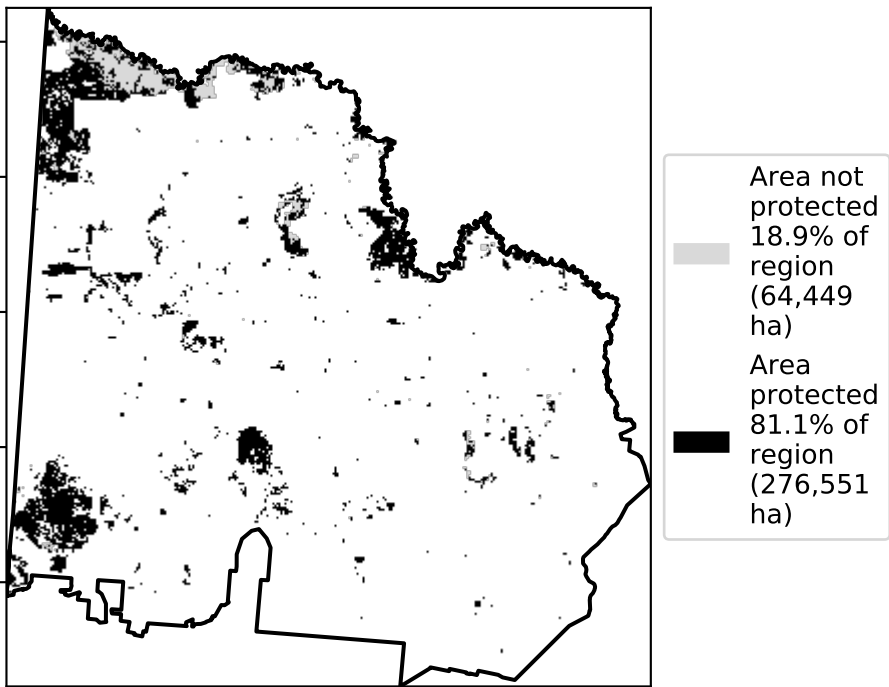 Area not
protected
18.9% of
region
(64,449
ha)
Area
protected
81.1% of
region
(276,551
ha)